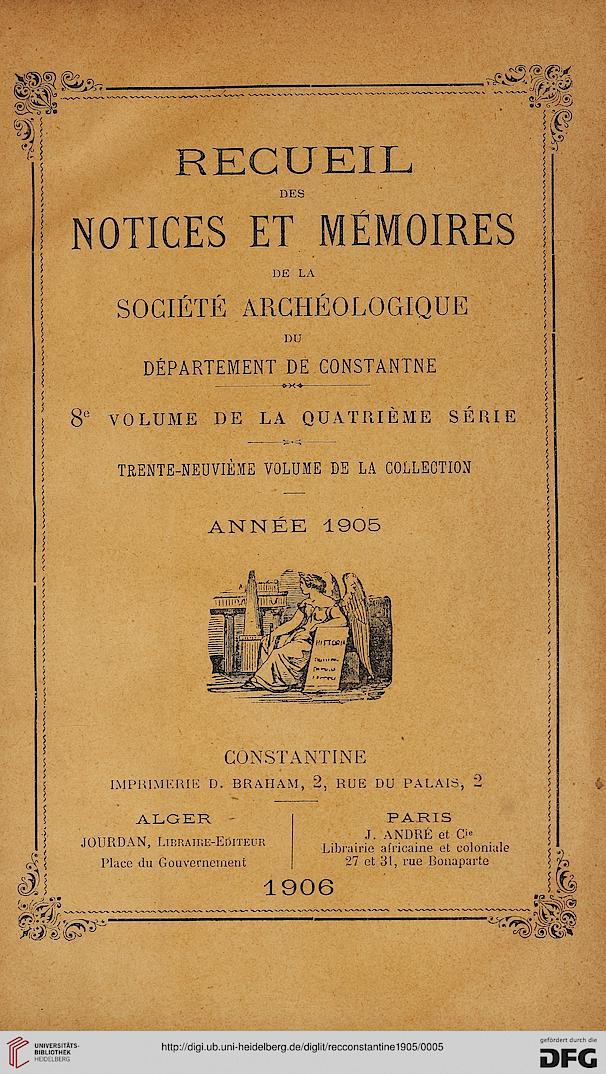 RECUEIL
DES
NOTICES ET MÉMOIRES
DE LA
SOCIÉTÉ ARCHÉOLOGIQUE
DU
DÉPARTEMENT DE CONSTANTNE
8e VOLUME DE LA QUATRIÈME SÉRIE
TRENTE-NEUVIÈME VOLUME DE LA COLLECTION
ANNÉE 1905
HISTORIA
CONSTANTINE
IMPRIMERIE D. BRAHAM, 2, RUE DU PALAIS, 2
ALGER
JOURDAN, LIBRAIRE-EDITEUR
Place du Gouvernement
PARIS
J. ANDRÉ et Cie
Librairie africaine et coloniale
27 et 31, rue Bonaparte
1906
UNIVERSITÄTS-
BIBLIOTHEK
HEIDELBERG
http://digi.ub.uni-heidelberg.de/diglit/recconstantine1905/0005
gefördert durch die
DFG